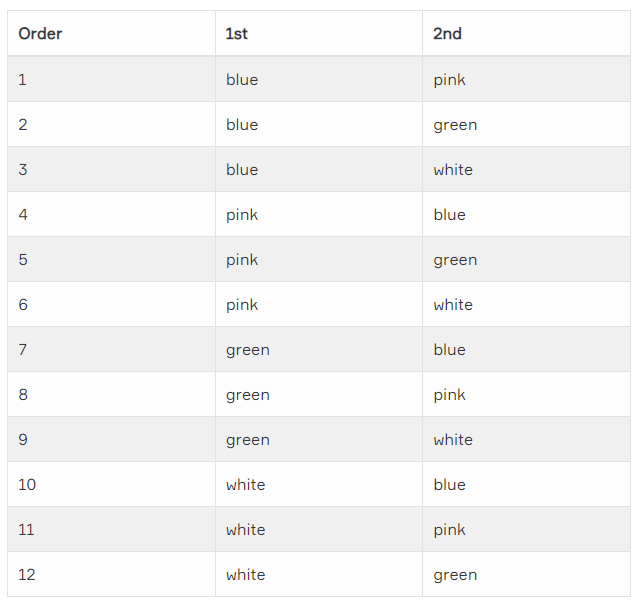 Order 1st 2nd
1 blue pink
2 blue green
3 blue white
4 pink blue
5 pink green
6 pink white
7 green blue
8 green pink
9 green white
10 white blue
11 white pink
12 white green